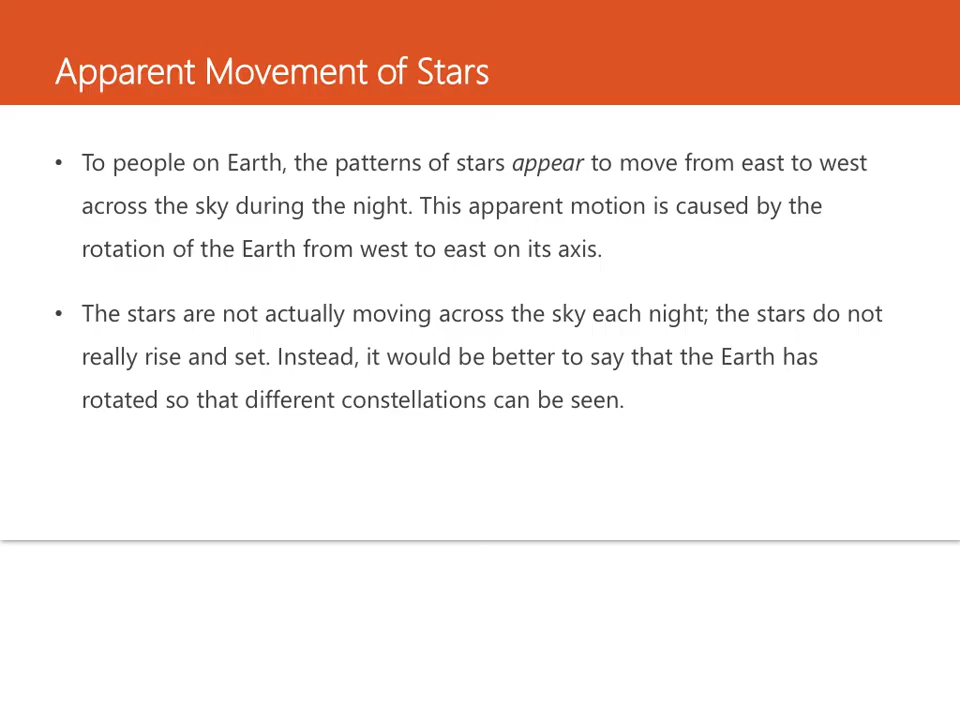 Apparent Movement of Stars
• To people on Earth, the patterns of stars appear to move from east to west
across the sky during the night. This apparent motion is caused by the
rotation of the Earth from west to east on its axis.
• The stars are not actually moving across the sky each night; the stars do not
really rise and set. Instead, it would be better to say that the Earth has
rotated so that different constellations can be seen.